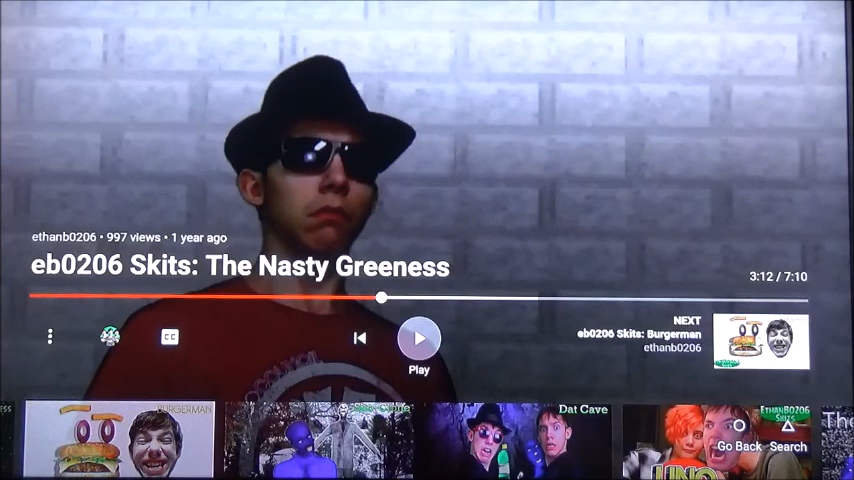 ethanb0206 • 997 views • 1 year ago
eb0206 Skits: The Nasty Greeness
3:12 / 7:10
NEXT
eb0206 Skits: Burgerman
ethanb0206
CC
Play
BURGERMAN
Dat Cave
ETHANB0206
SKITS
UNO
Go Back
Search